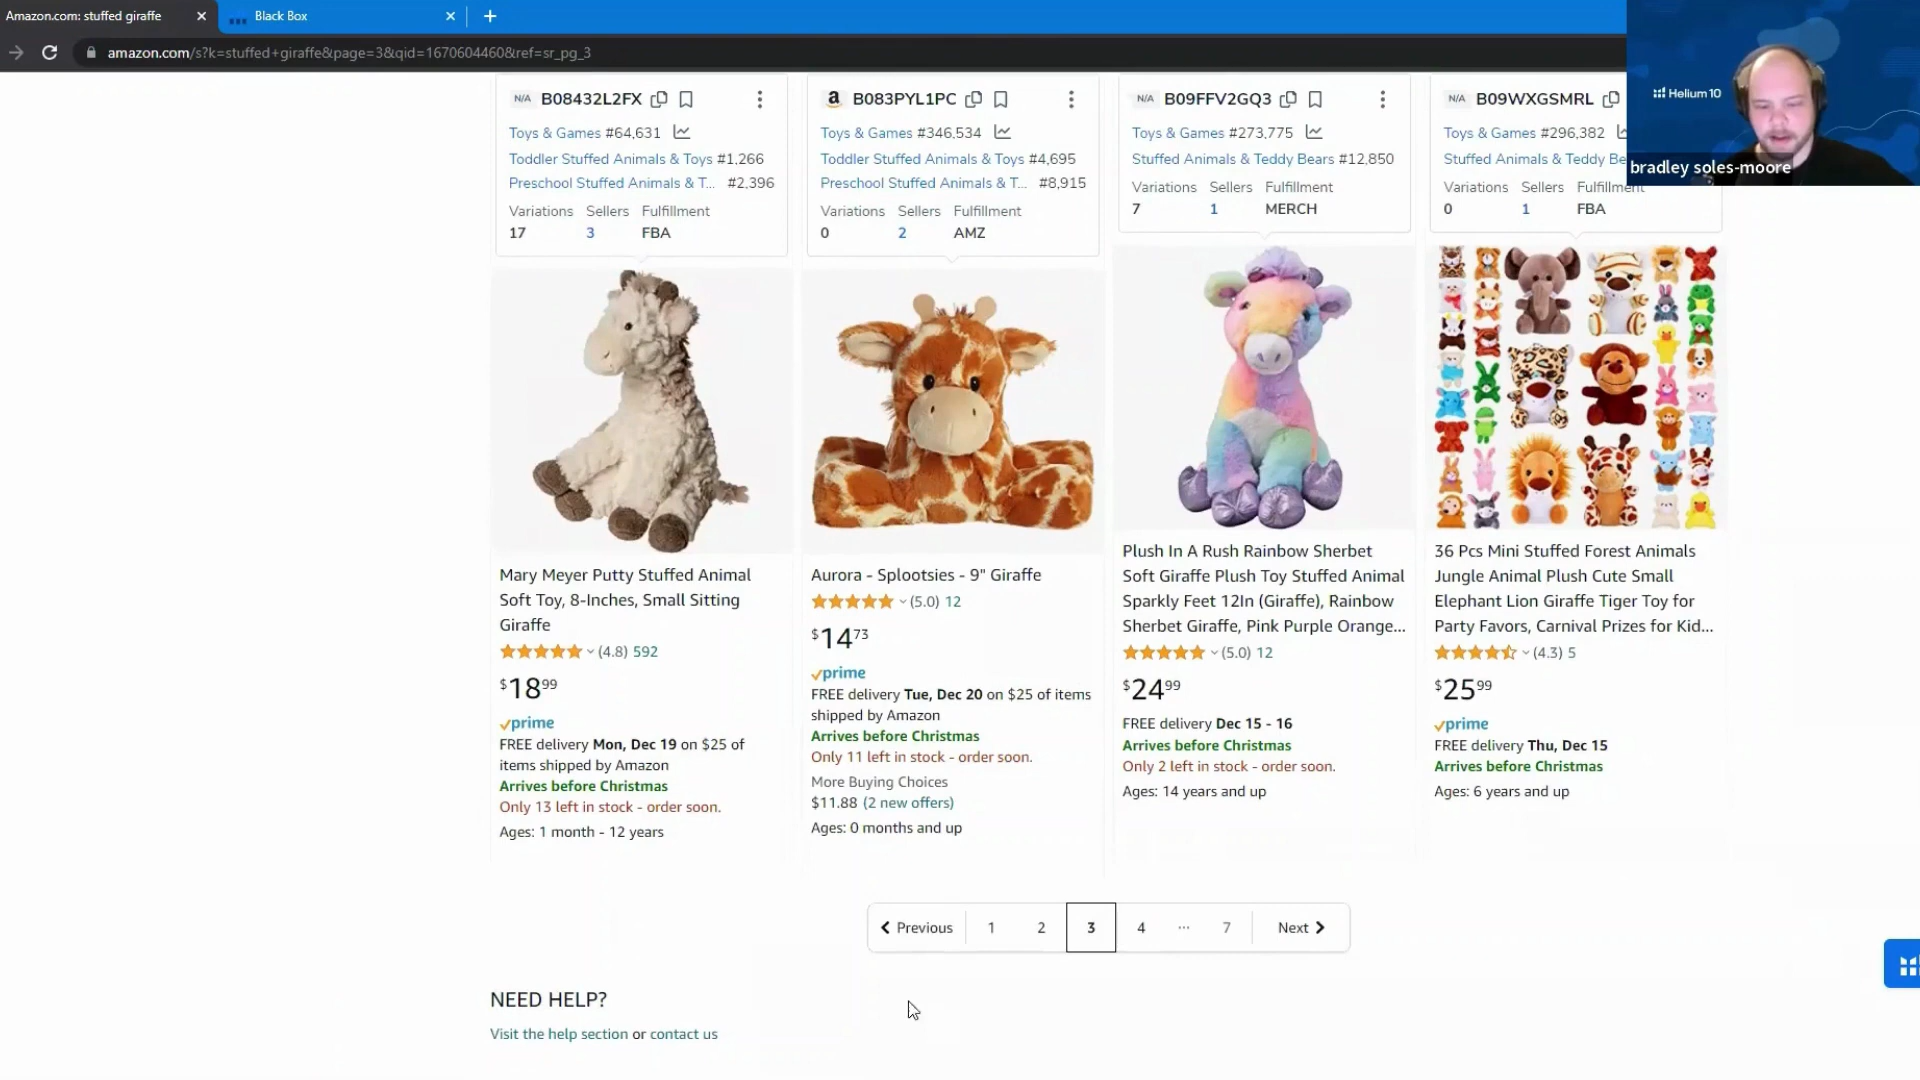 Amazon.com: stuffed giraffe
Black Box
amazon.com/s?k=stuffed+giraffe&page=3&qid=1670604460&ref=sr_pg_3
Helium 10
bradley soles-moore
N/A B08432L2FX
Toys & Games #64,631
Toddler Stuffed Animals & Toys #1,266
Preschool Stuffed Animals & T... #2,396
Variations Sellers Fulfillment
17 3 FBA
a B083PYL1PC
Toys & Games #346,534
Toddler Stuffed Animals & Toys #4,695
Preschool Stuffed Animals & T... #8,915
Variations Sellers Fulfillment
0 2 AMZ
N/A B09FFV2GQ3
Toys & Games #273,775
Stuffed Animals & Teddy Bears #12,850
Variations Sellers Fulfillment
7 1 MERCH
N/A B09WXGSMRL
Toys & Games #296,382
Stuffed Animals & Teddy Be
Variations Sellers Fulfillment
0 1 FBA
Mary Meyer Putty Stuffed Animal
Soft Toy, 8-Inches, Small Sitting
Giraffe
(4.8) 592
$18 99
prime
FREE delivery Mon, Dec 19 on $25 of
items shipped by Amazon
Arrives before Christmas
Only 13 left in stock - order soon.
Ages: 1 month - 12 years
Aurora - Splootsies - 9" Giraffe
(5.0) 12
$14 73
prime
FREE delivery Tue, Dec 20 on $25 of items
shipped by Amazon
Arrives before Christmas
Only 11 left in stock - order soon.
More Buying Choices
$11.88 (2 new offers)
Ages: 0 months and up
Plush In A Rush Rainbow Sherbet
Soft Giraffe Plush Toy Stuffed Animal
Sparkly Feet 12In (Giraffe), Rainbow
Sherbet Giraffe, Pink Purple Orange...
(5.0) 12
$24 99
FREE delivery Dec 15 - 16
Arrives before Christmas
Only 2 left in stock - order soon.
Ages: 14 years and up
36 Pcs Mini Stuffed Forest Animals
Jungle Animal Plush Cute Small
Elephant Lion Giraffe Tiger Toy for
Party Favors, Carnival Prizes for Kid...
(4.3) 5
$25 99
prime
FREE delivery Thu, Dec 15
Arrives before Christmas
Ages: 6 years and up
Previous 1 2 3 4 ... 7 Next
NEED HELP?
Visit the help section or contact us